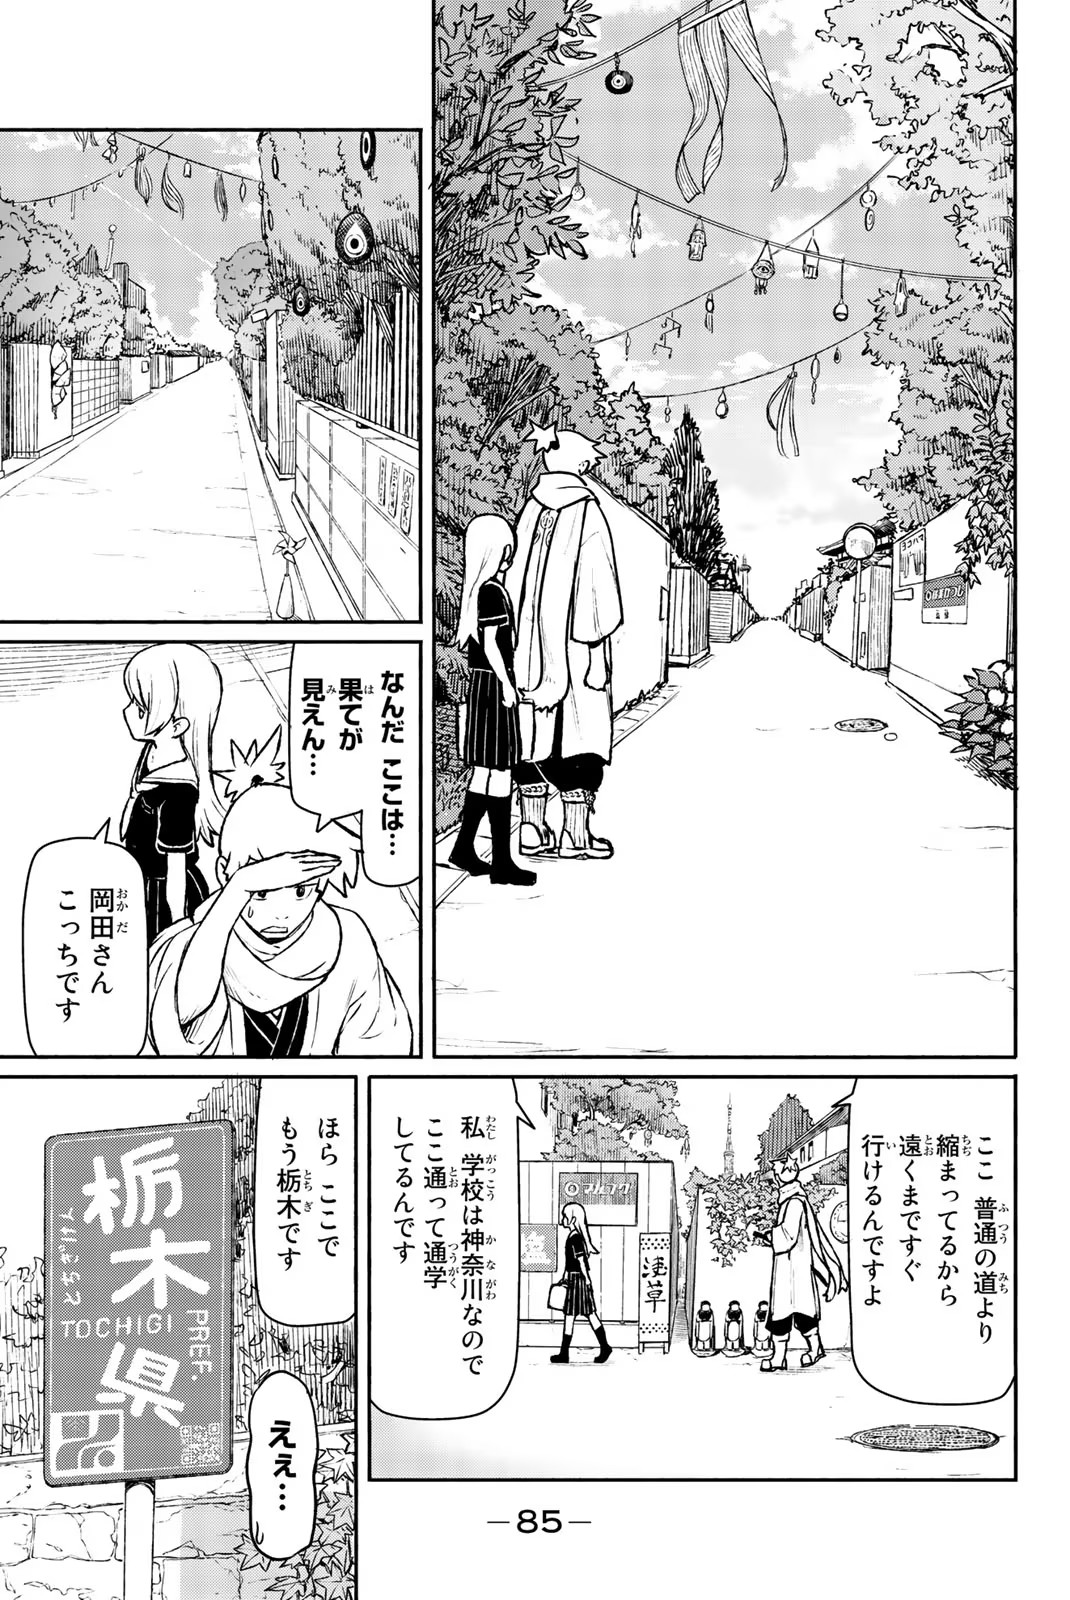 ヨコハマ
なんだ ここは…
果てが
見えん…
岡田さん
こっちです
ここ 普通の道より
縮まってるから
遠くまですぐ
行けるんですよ
私 学校は神奈川なので
ここ通って通学
してるんです
マルフク
浅草
ほら ここで
もう栃木です
栃木県
TOCHIGI
PREF.
ええ…
－85－